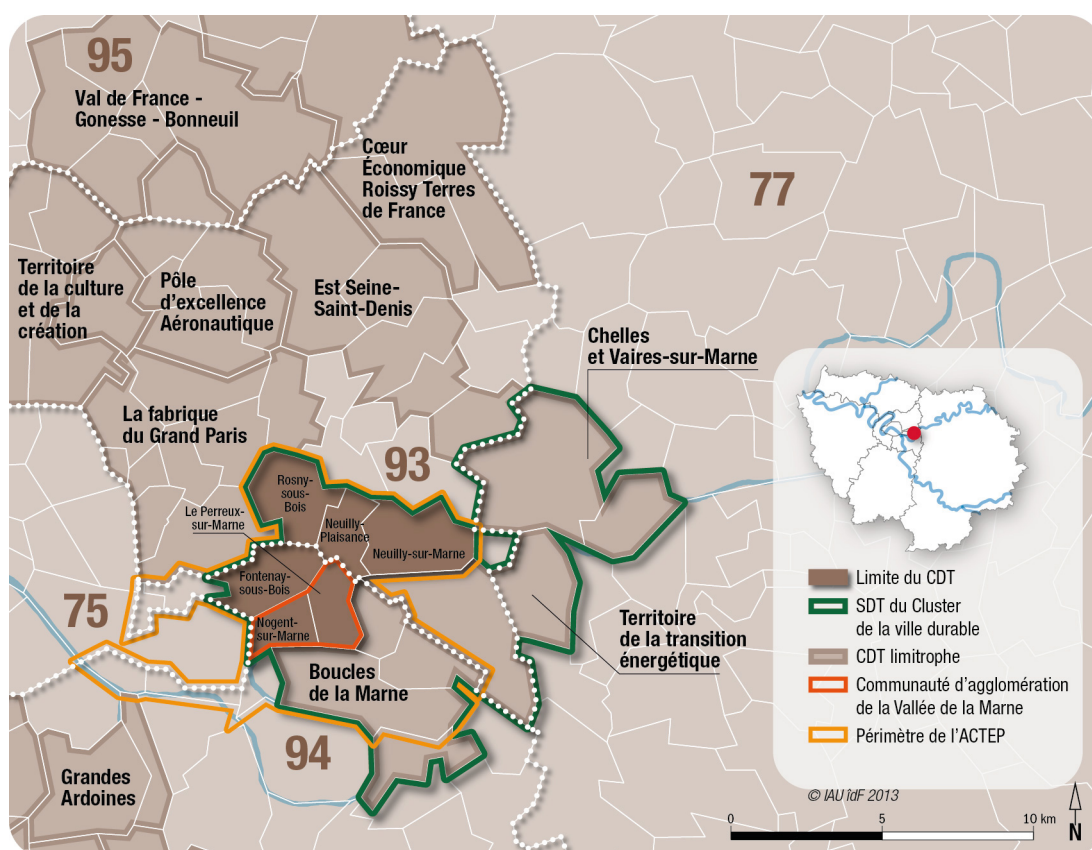 95
Val de France -
Gonesse - Bonneuil
Cœur
Économique
Roissy Terres
de France
77
Territoire
de la culture
et de la
création
Pôle
d'excellence
Aéronautique
Est Seine-
Saint-Denis
Chelles
et Vaires-sur-Marne
La fabrique
du Grand Paris
93
Rosny-
sous-
Bois
Le Perreux-
sur-Marne
Neuilly-
Plaisance
Neuilly-sur-Marne
Fontenay-
sous-Bois
75
Nogent-
sur-Marne
Territoire
de la transition
énergétique
Boucles
de la Marne
94
Grandes
Ardoines
Limite du CDT
SDT du Cluster
de la ville durable
CDT limitrophe
Communauté d'agglomération
de la Vallée de la Marne
Périmètre de l'ACTEP
© IAU îdF 2013
0 5 10 km
N